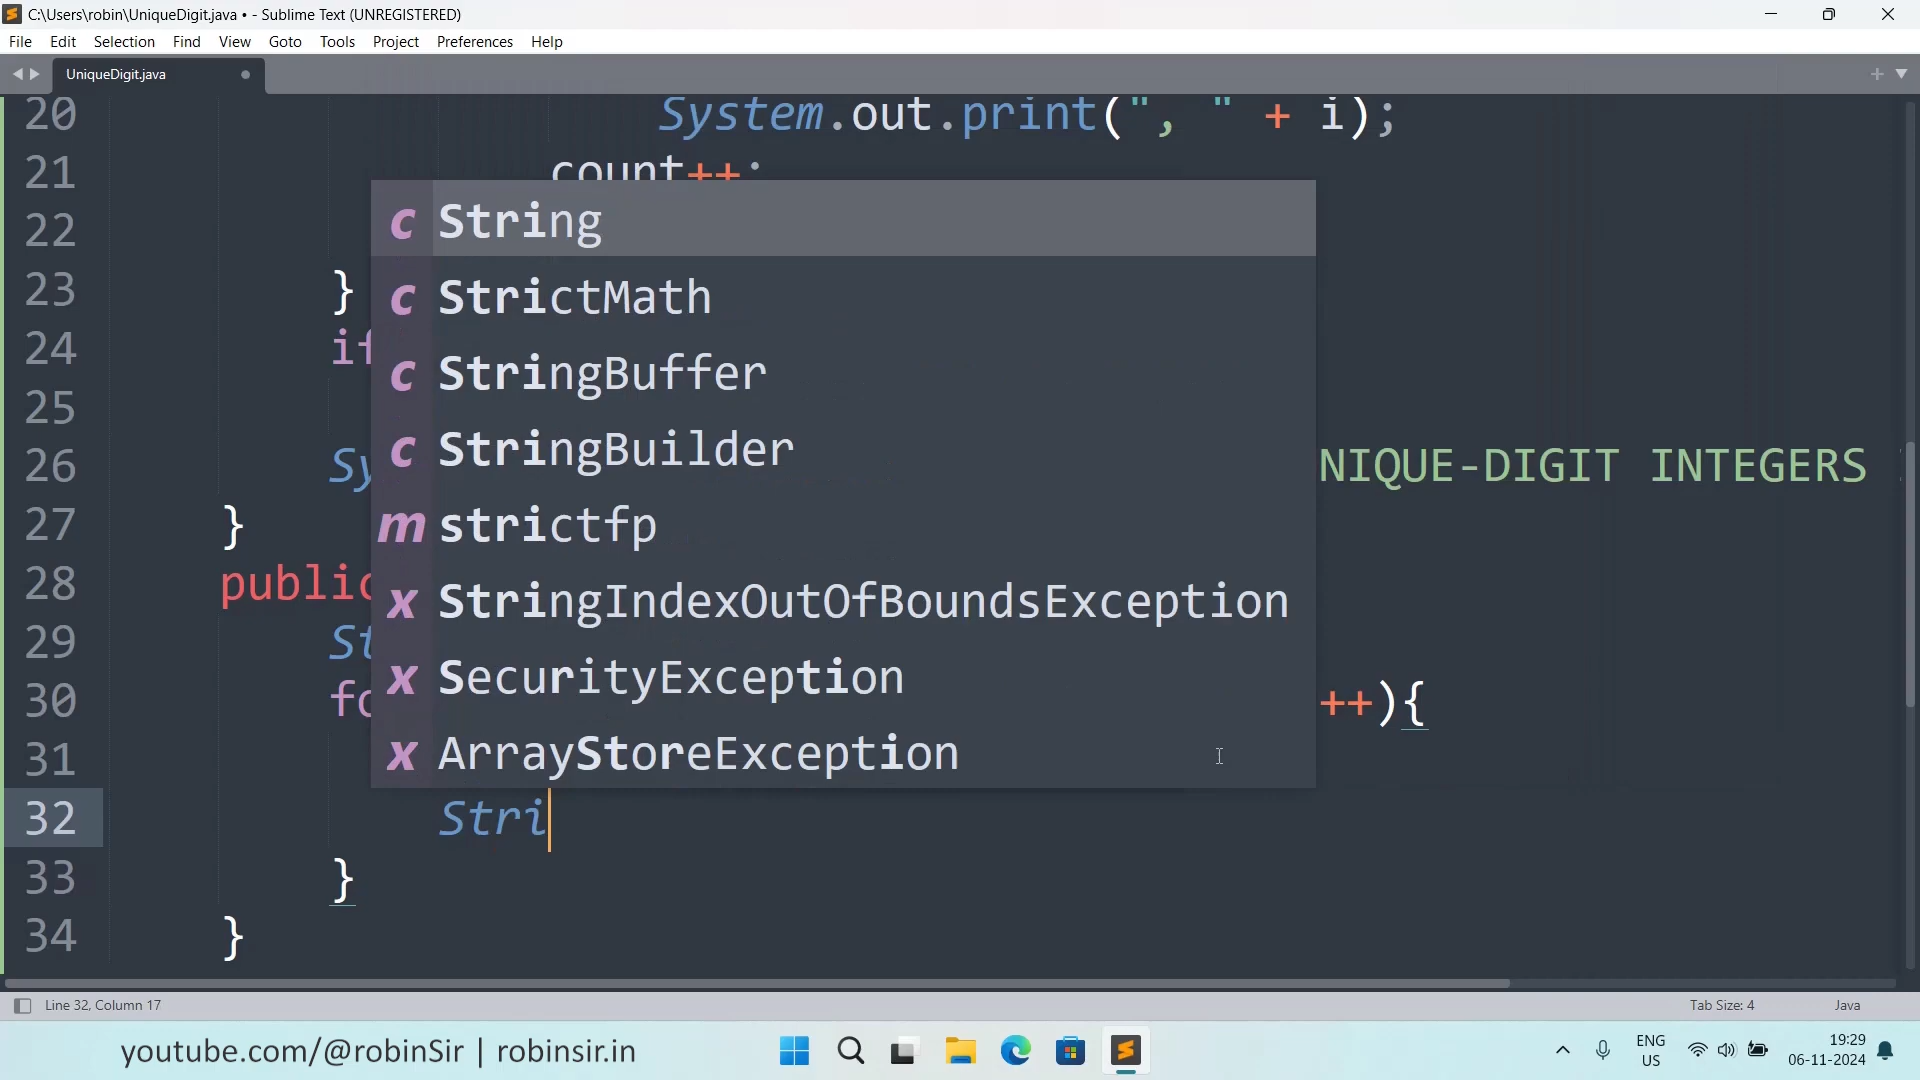 C:\Users\robin\UniqueDigit.java • - Sublime Text (UNREGISTERED)
File Edit Selection Find View Goto Tools Project Preferences Help
UniqueDigit.java
20 System.out.print(", " + i);
21 count++;
22
23 }
24 if
25
26 Sy NIQUE-DIGIT INTEGERS
27 }
28 public
29 St
30 fo ++){
31
32 Stri
33 }
34 }
c String
c StrictMath
c StringBuffer
c StringBuilder
m strictfp
x StringIndexOutOfBoundsException
x SecurityException
x ArrayStoreException
Line 32, Column 17 Tab Size: 4 Java
youtube.com/@robinSir | robinsir.in
ENG
US
19:29
06-11-2024